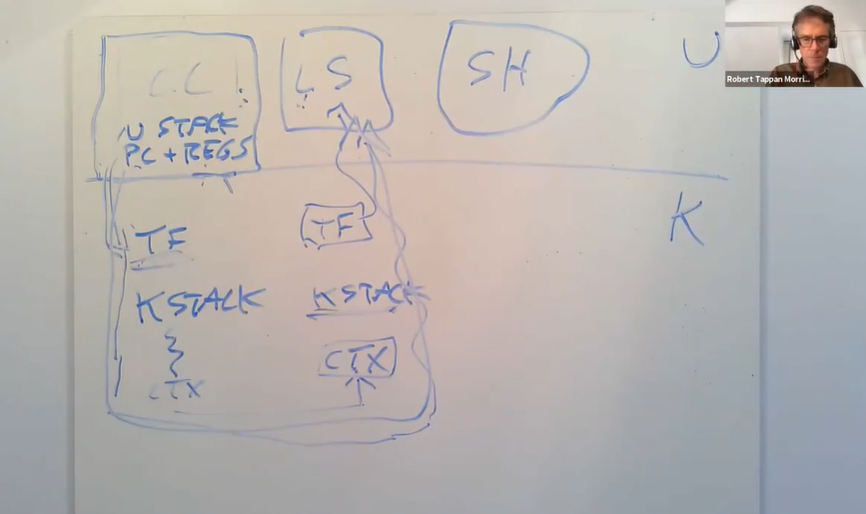 CC
LS
SH
U
U STACK
PC + REGS
TF
TF
K
KSTACK
KSTACK
CTX
CTX
Robert Tappan Morri...